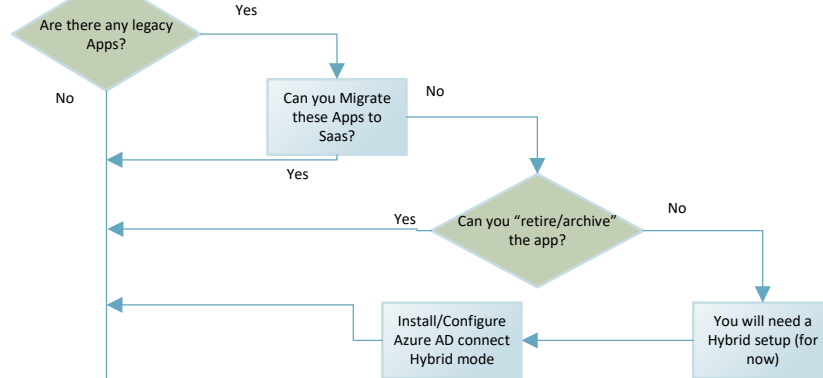 Yes
Are there any legacy
Apps?
No
Can you Migrate
these Apps to
Saas?
No
Yes
Yes
Can you “retire/archive”
the app?
No
Install/Configure
Azure AD connect
Hybrid mode
You will need a
Hybrid setup (for
now)